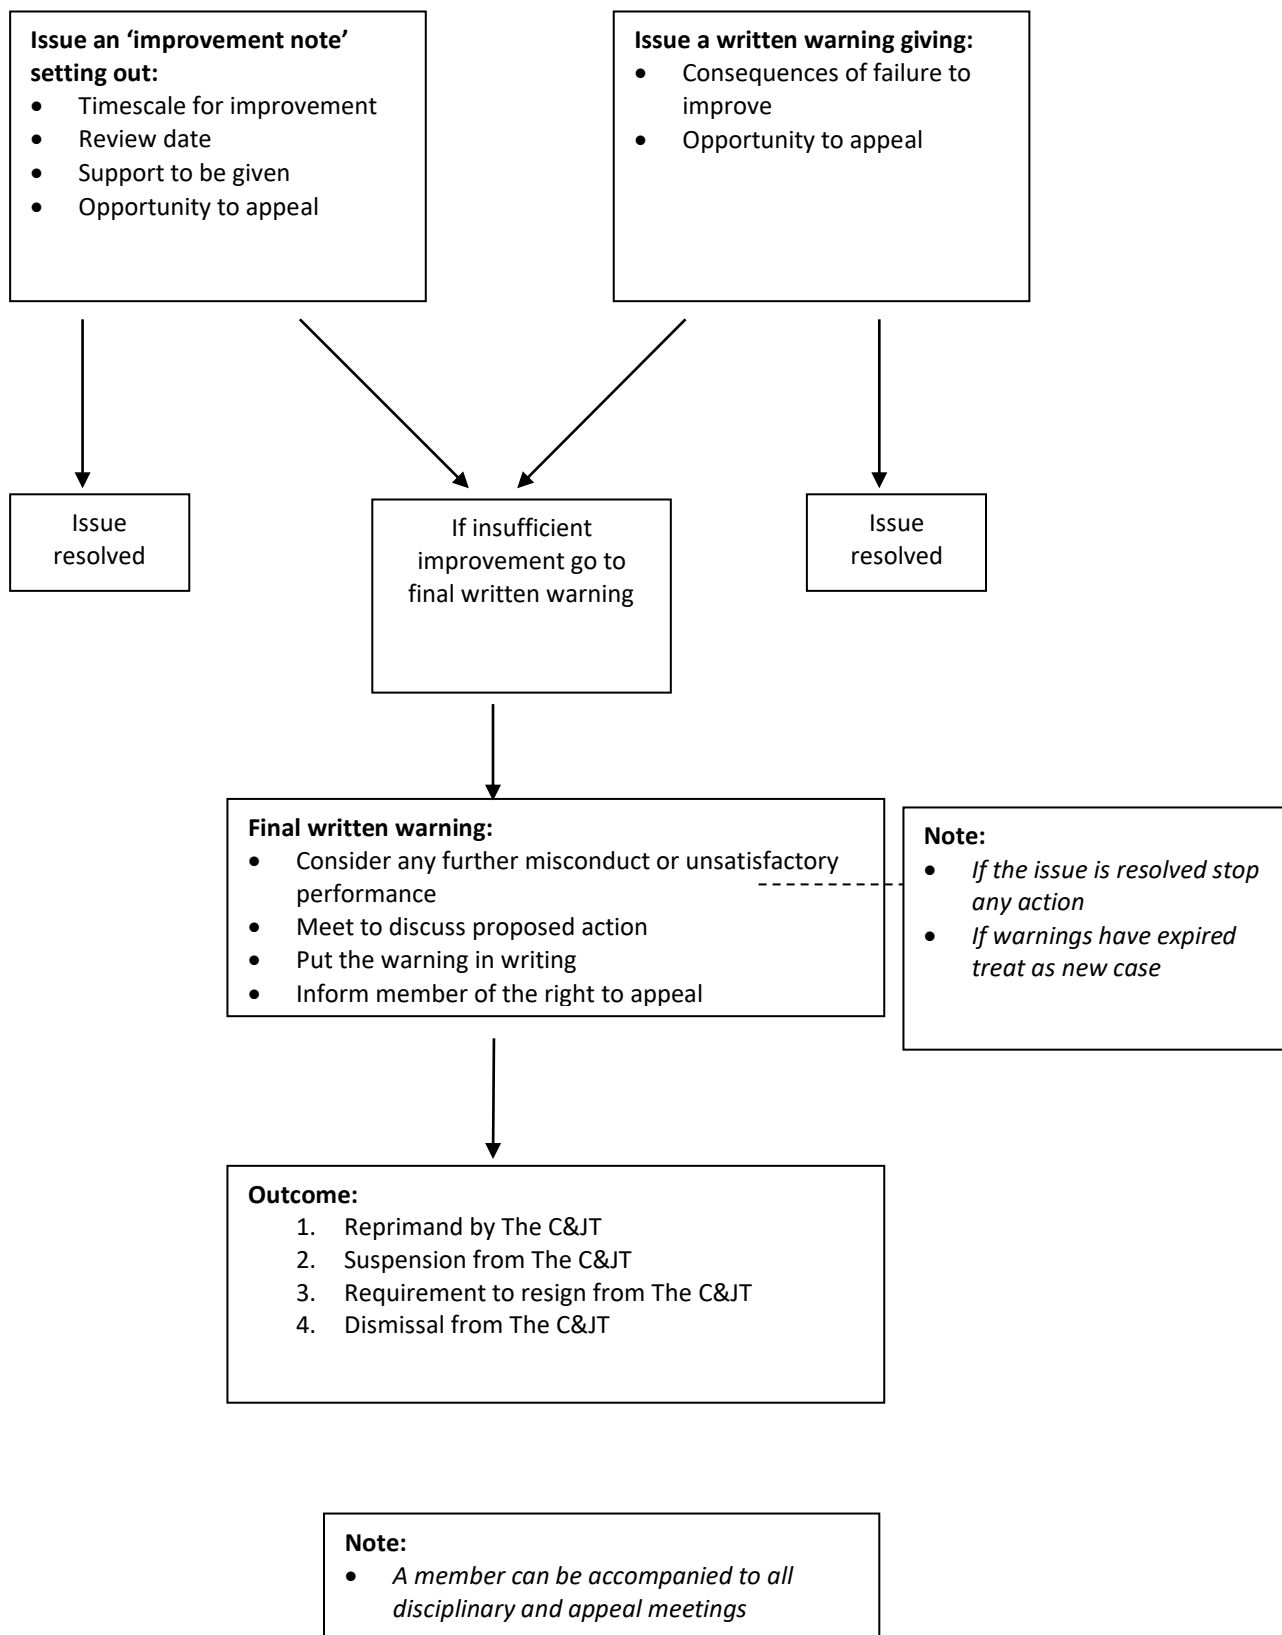 Issue an ‘improvement note’
setting out:
• Timescale for improvement
• Review date
• Support to be given
• Opportunity to appeal
Issue a written warning giving:
• Consequences of failure to
improve
• Opportunity to appeal
Issue
resolved
If insufficient
improvement go to
final written warning
Issue
resolved
Final written warning:
• Consider any further misconduct or unsatisfactory
performance
• Meet to discuss proposed action
• Put the warning in writing
• Inform member of the right to appeal
Note:
• If the issue is resolved stop
any action
• If warnings have expired
treat as new case
Outcome:
1. Reprimand by The C&JT
2. Suspension from The C&JT
3. Requirement to resign from The C&JT
4. Dismissal from The C&JT
Note:
• A member can be accompanied to all
disciplinary and appeal meetings